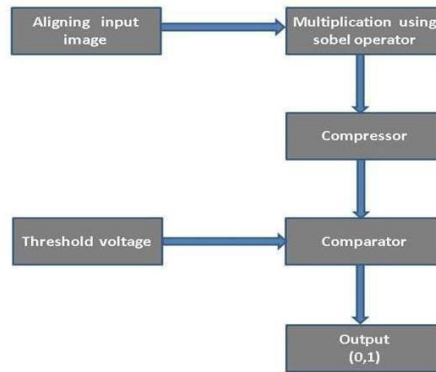 Aligning input
image
Multiplication using
sobel operator
Compressor
Threshold voltage
Comparator
Output
(0,1)